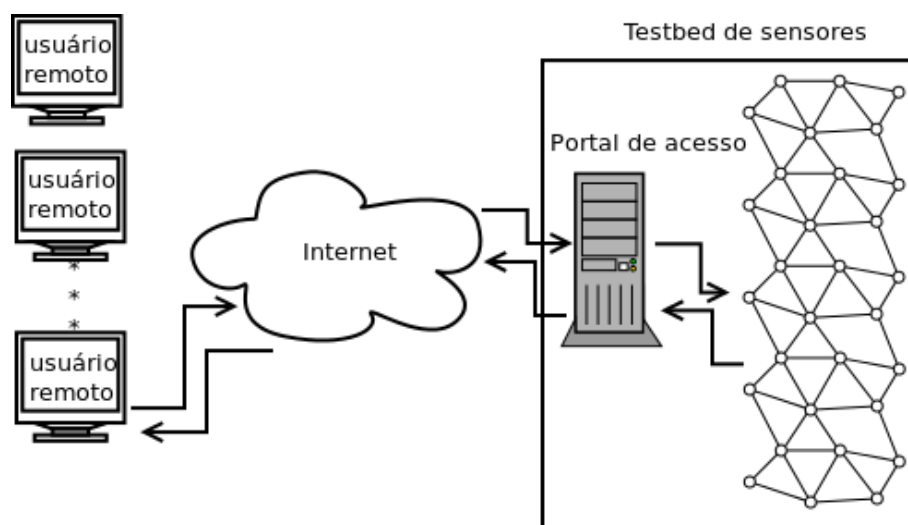 Testbed de sensores
usuário
remoto
Portal de acesso
usuário
remoto
*
*
*
Internet
usuário
remoto